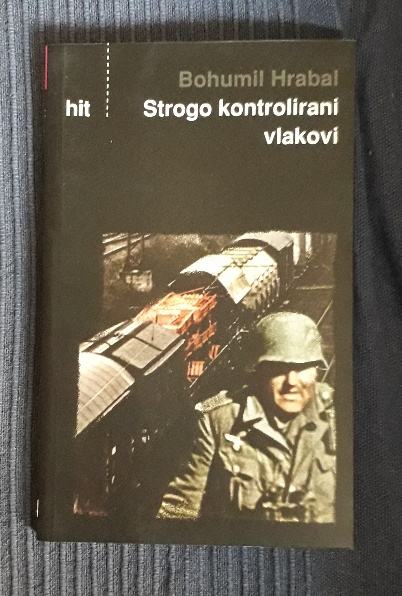 Bohumil Hrabal
hit
Strogo kontrolirani
vlakovi